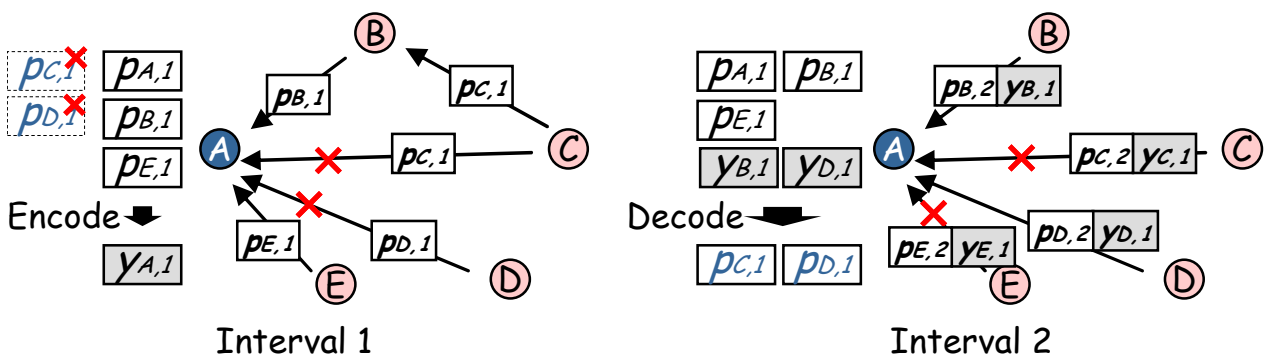 B
pC,1 pA,1
pB,1
pC,1
pD,1 pB,1
A
C
pC,1
pE,1
Encode
pE,1
pD,1
yA,1
E
D
Interval 1
B
pA,1 pB,1
pB,2 yB,1
pE,1
A
C
pC,2 yC,1
yB,1 yD,1
Decode
pE,2 yE,1
pD,2 yD,1
pC,1 pD,1
E
D
Interval 2